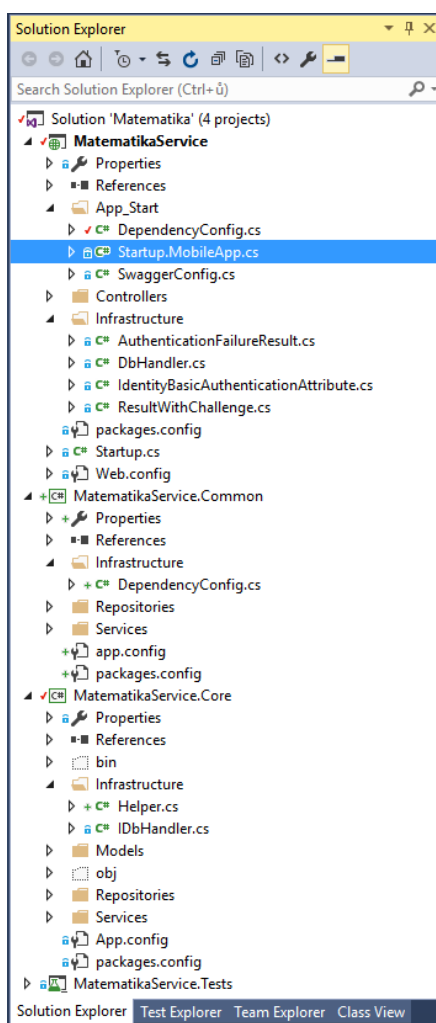 Solution Explorer
Search Solution Explorer (Ctrl+ů)
Solution 'Matematika' (4 projects)
MatematikaService
Properties
References
App_Start
C# DependencyConfig.cs
C# Startup.MobileApp.cs
C# SwaggerConfig.cs
Controllers
Infrastructure
C# AuthenticationFailureResult.cs
C# DbHandler.cs
C# IdentityBasicAuthenticationAttribute.cs
C# ResultWithChallenge.cs
packages.config
C# Startup.cs
Web.config
C# MatematikaService.Common
Properties
References
Infrastructure
C# DependencyConfig.cs
Repositories
Services
app.config
packages.config
C# MatematikaService.Core
Properties
References
bin
Infrastructure
C# Helper.cs
C# IDbHandler.cs
Models
obj
Repositories
Services
App.config
packages.config
MatematikaService.Tests
Solution Explorer Test Explorer Team Explorer Class View